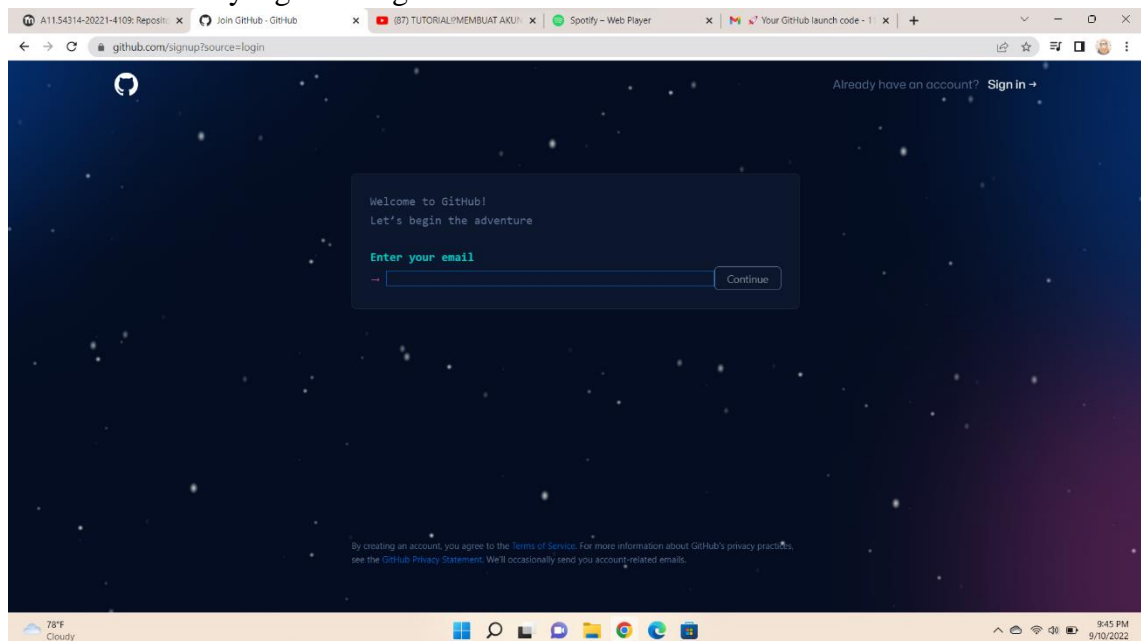 A11.54314-20221-4109: Reposit
Join GitHub · GitHub
(87) TUTORIAL!!MEMBUAT AKUN
Spotify – Web Player
Your GitHub launch code - 1
github.com/signup?source=login
Already have an account? Sign in →
Welcome to GitHub!
Let's begin the adventure
Enter your email
→
Continue
By creating an account, you agree to the Terms of Service. For more information about GitHub's privacy practices,
see the GitHub Privacy Statement. We'll occasionally send you account-related emails.
78°F
Cloudy
9:45 PM
9/10/2022